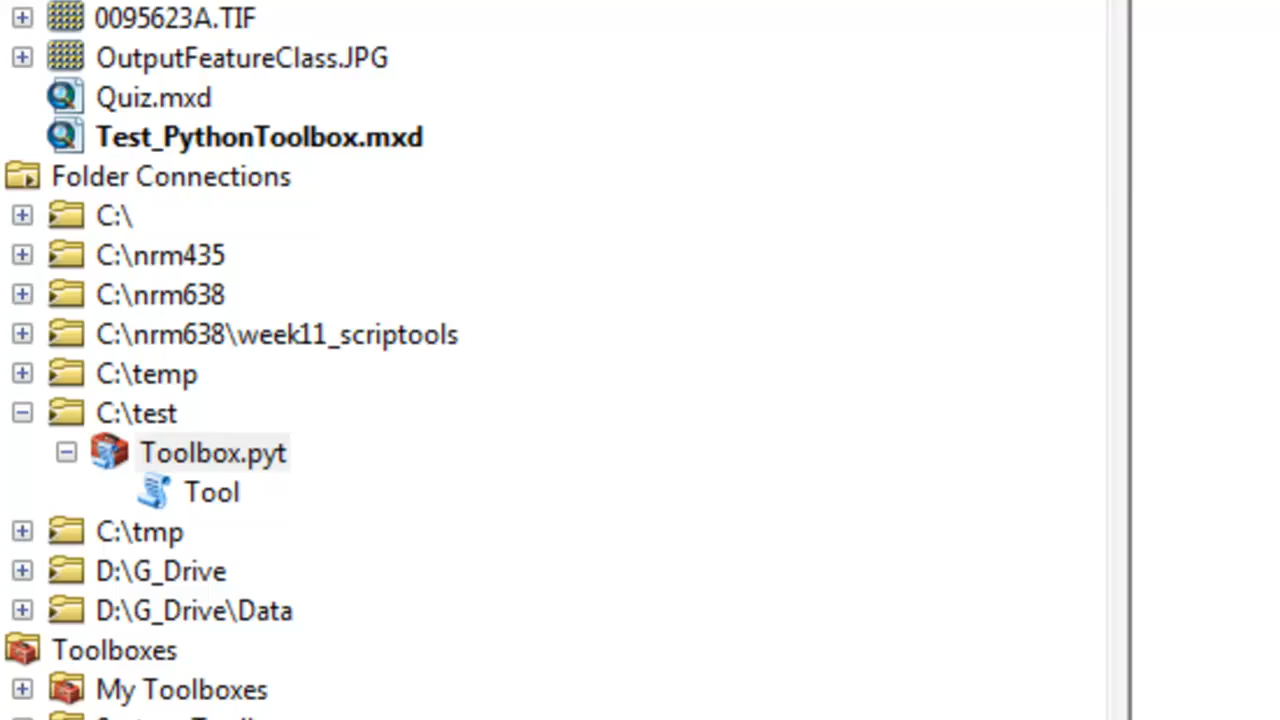 0095623A.TIF
OutputFeatureClass.JPG
Quiz.mxd
Test_PythonToolbox.mxd
Folder Connections
C:\
C:\nrm435
C:\nrm638
C:\nrm638\week11_scriptools
C:\temp
C:\test
Toolbox.pyt
Tool
C:\tmp
D:\G_Drive
D:\G_Drive\Data
Toolboxes
My Toolboxes